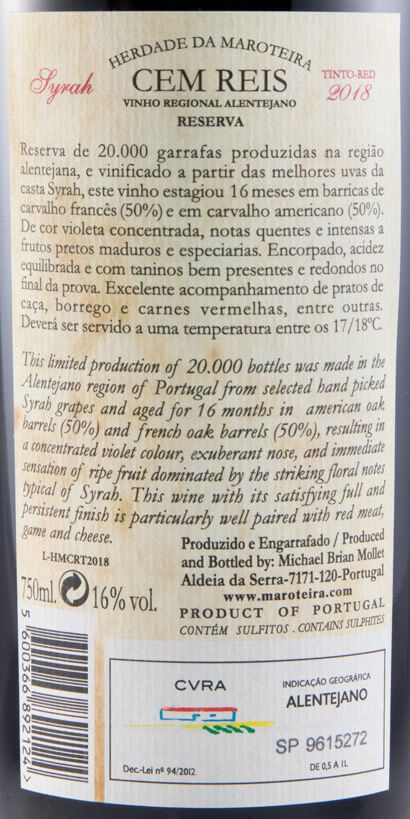 HERDADE DA MAROTEIRA
Syrah
CEM REIS
TINTO-RED
2018
VINHO REGIONAL ALENTEJANO
RESERVA
Reserva de 20.000 garrafas produzidas na região
alentejana, e vinificado a partir das melhores uvas da
casta Syrah, este vinho estagiou 16 meses em barricas de
carvalho francês (50%) e em carvalho americano (50%).
De cor violeta concentrada, notas quentes e intensas a
frutos pretos maduros e especiarias. Encorpado, acidez
equilibrada e com taninos bem presentes e redondos no
final da prova. Excelente acompanhamento de pratos de
caça, borrego e carnes vermelhas, entre outras.
Deverá ser servido a uma temperatura entre os 17/18ºC.
This limited production of 20.000 bottles was made in the
Alentejano region of Portugal from selected hand picked
Syrah grapes and aged for 16 months in american oak
barrels (50%) and french oak barrels (50%), resulting in
a concentrated violet colour, exuberant nose, and immediate
sensation of ripe fruit dominated by the striking floral notes
typical of Syrah. This wine with its satisfying full and
persistent finish is particularly well paired with red meat,
game and cheese.
L-HMCRT2018
750ml. 16% vol.
Produzido e Engarrafado / Produced
and Bottled by: Michael Brian Mollet
Aldeia da Serra-7171-120-Portugal
www.maroteira.com
PRODUCT OF PORTUGAL
CONTÉM SULFITOS . CONTAINS SULPHITES
5 600366 892124>
CVRA
Dec.-Lei nº 94/2012
INDICAÇÃO GEOGRÁFICA
ALENTEJANO
SP 9615272
DE 0,5 A 1L